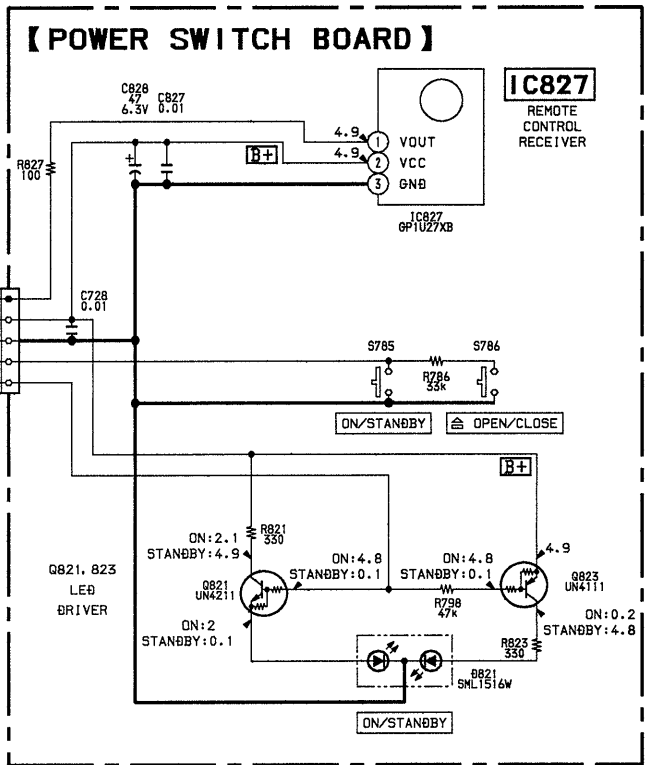 【POWER SWITCH BOARD】
C828
47
6.3V
C827
0.01
IC827
REMOTE
CONTROL
RECEIVER
R827
100
B+
4.9
4.9
1 VOUT
2 VCC
3 GND
IC827
GP1U27XB
C728
0.01
S785
S786
R786
33k
ON/STANDBY
OPEN/CLOSE
B+
R821
330
ON:2.1
STANDBY:4.9
Q821
UN4211
ON:4.8
STANDBY:0.1
ON:4.8
STANDBY:0.1
4.9
Q823
UN4111
Q821, 823
LED
DRIVER
R798
47k
ON:2
STANDBY:0.1
ON:0.2
STANDBY:4.8
R823
330
D821
SML1516W
ON/STANDBY